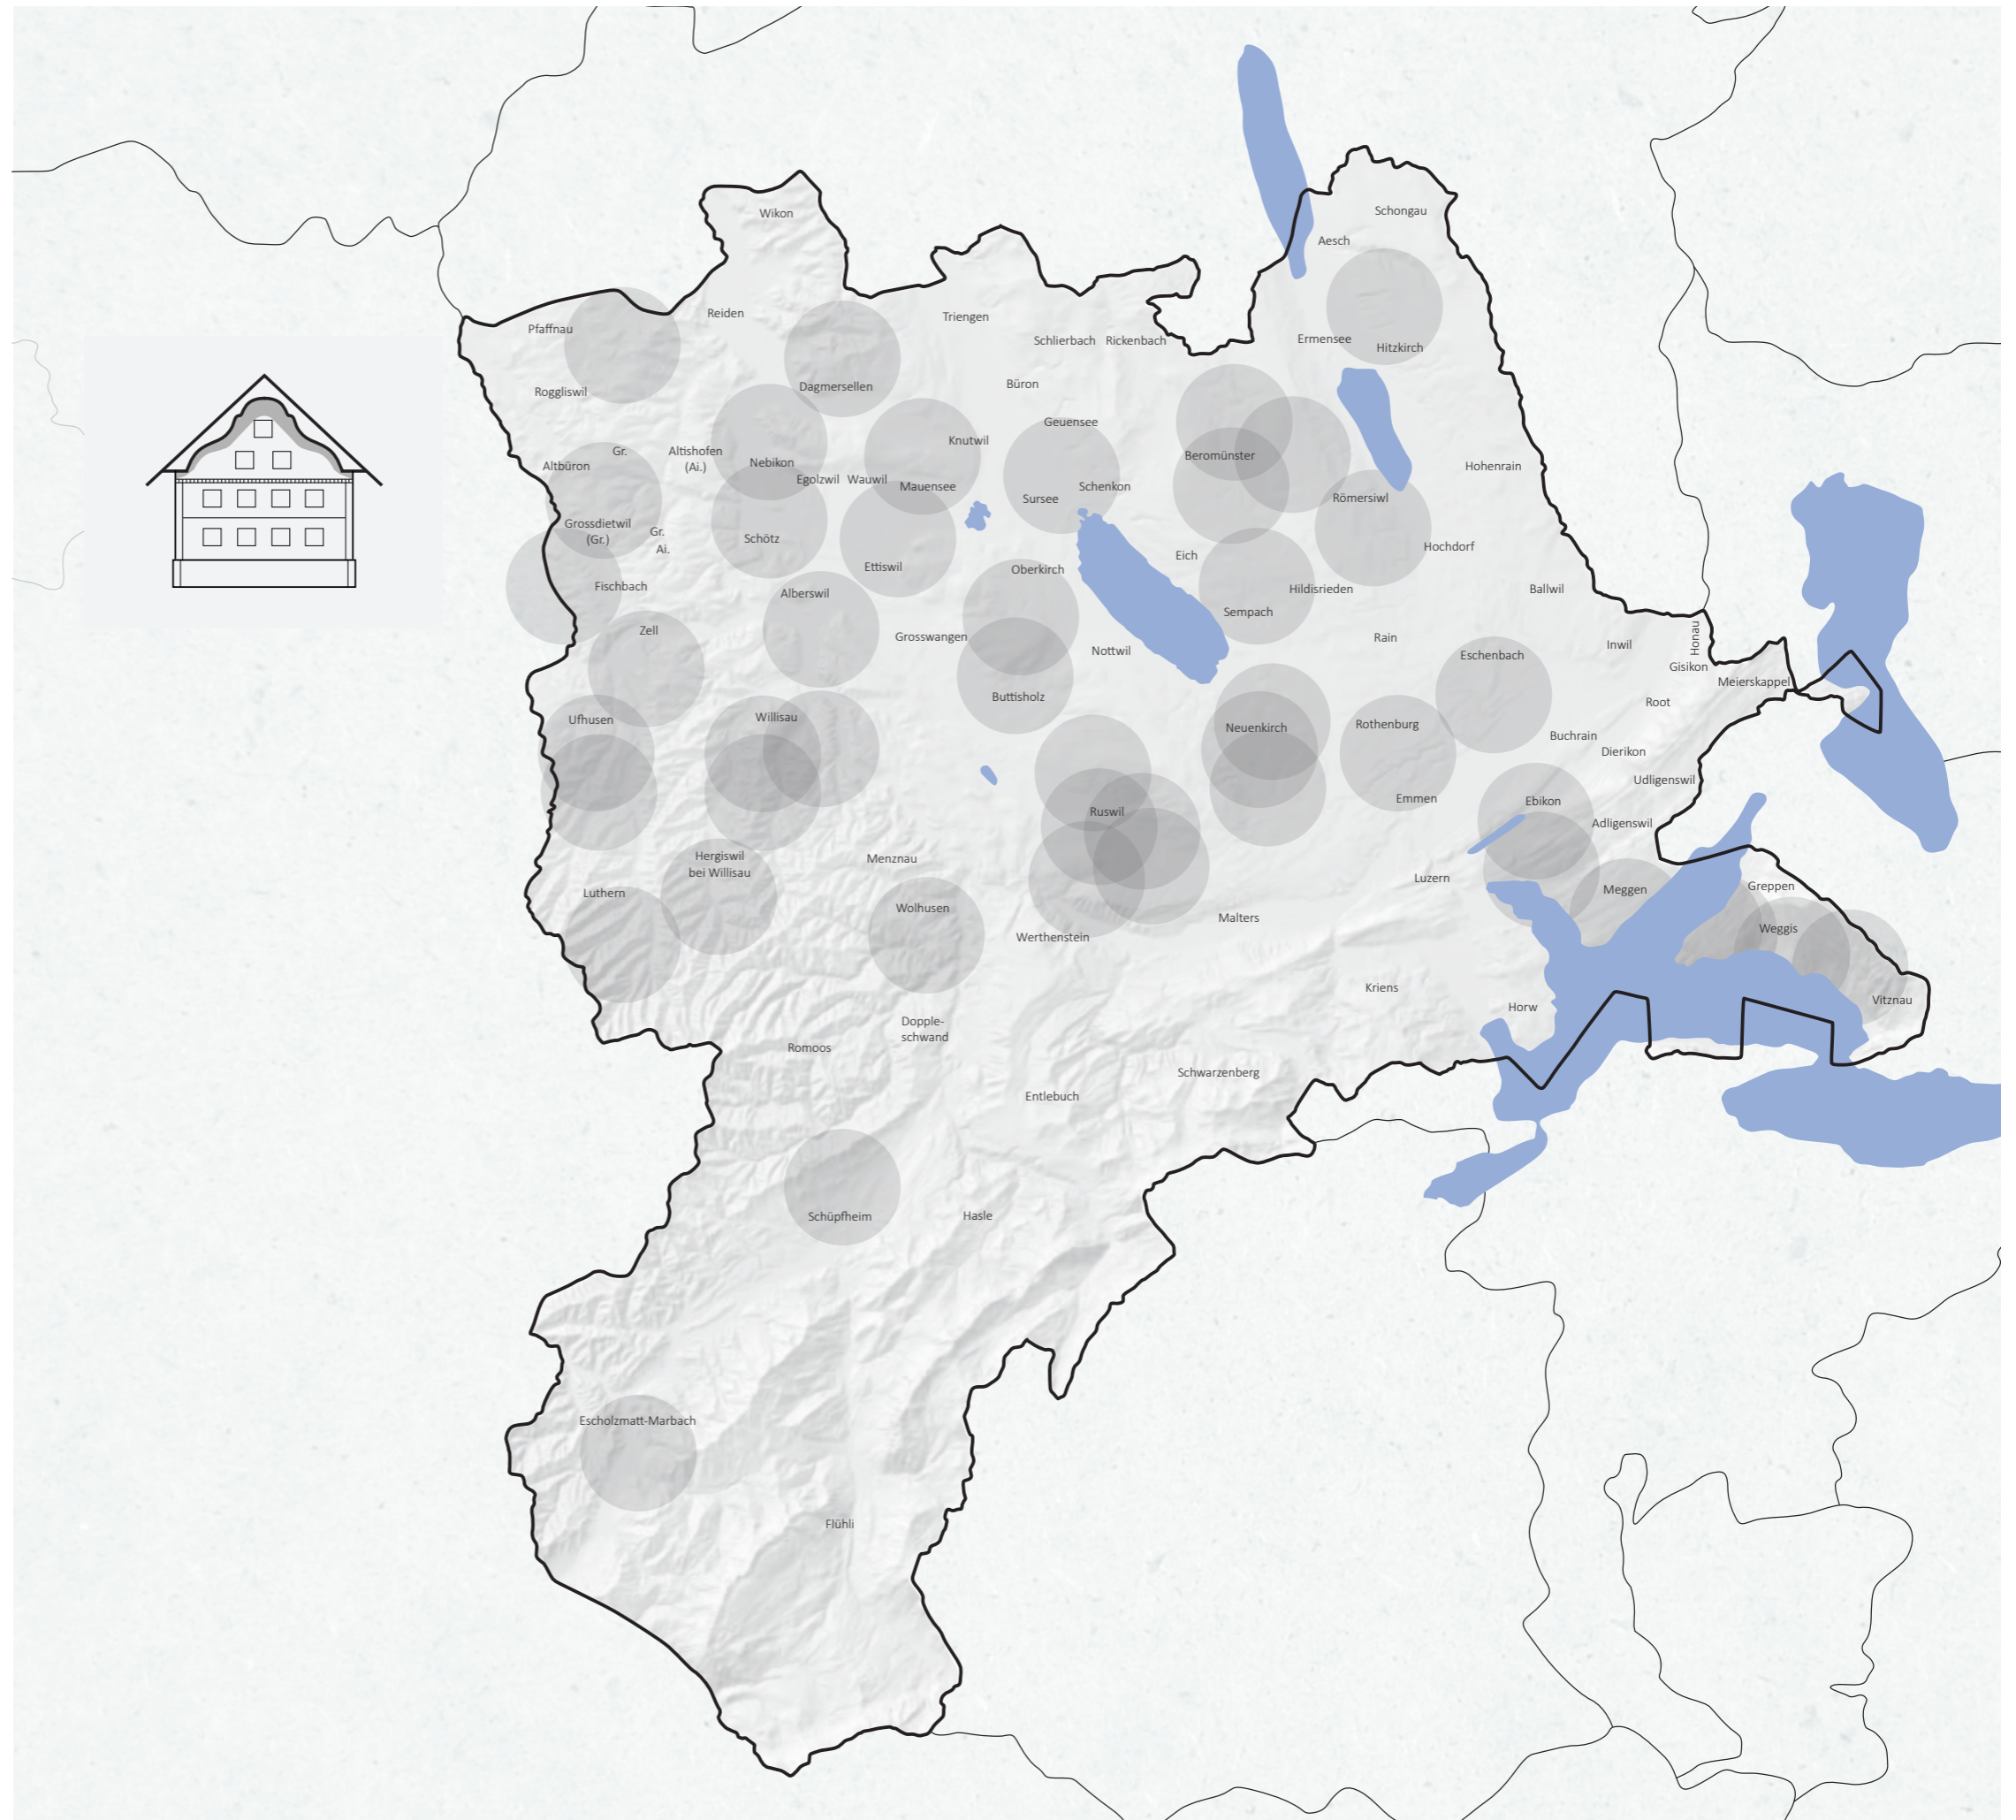 Wikon
Schongau
Aesch
Reiden
Triengen
Pfaffnau
Schlierbach
Rickenbach
Ermensee
Hitzkirch
Roggliswil
Dagmersellen
Büron
Geuensee
Knutwil
Gr.
Altishofen
(Ai.)
Altbüron
Nebikon
Beromünster
Hohenrain
Egolzwil
Wauwil
Mauensee
Schenkon
Sursee
Römersiwl
Grossdietwil
(Gr.)
Gr.
Ai.
Schötz
Hochdorf
Eich
Ettiswil
Oberkirch
Fischbach
Alberswil
Hildisrieden
Ballwil
Sempach
Zell
Grosswangen
Nottwil
Rain
Inwil
Honau
Eschenbach
Gisikon
Meierskappel
Buttisholz
Root
Ufhusen
Willisau
Neuenkirch
Rothenburg
Buchrain
Dierikon
Udligenswil
Emmen
Ebikon
Ruswil
Adligenswil
Hergiswil
bei Willisau
Menznau
Luzern
Meggen
Greppen
Luthern
Wolhusen
Malters
Weggis
Werthenstein
Kriens
Vitznau
Horw
Dopple-
schwand
Romoos
Schwarzenberg
Entlebuch
Schüpfheim
Hasle
Escholzmatt-Marbach
Flühli